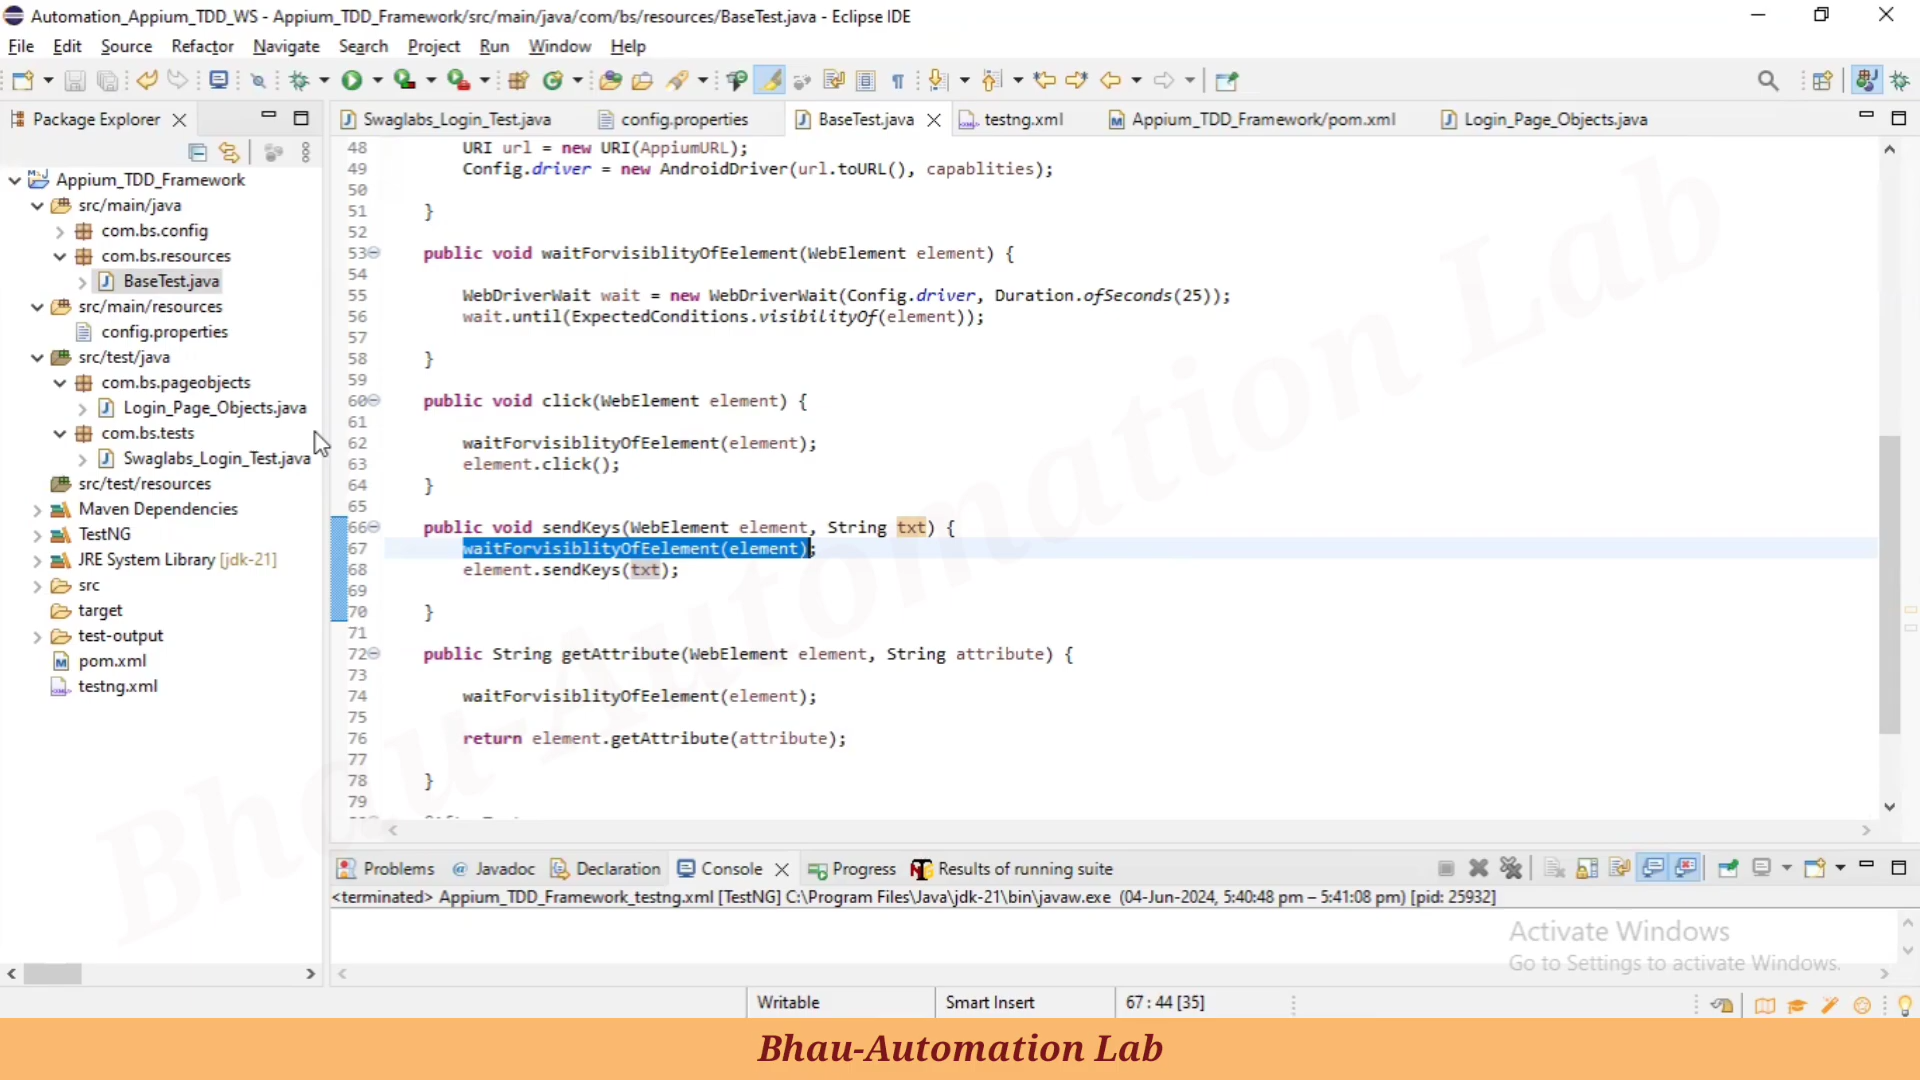 Automation_Appium_TDD_WS - Appium_TDD_Framework/src/main/java/com/bs/resources/BaseTest.java - Eclipse IDE
File Edit Source Refactor Navigate Search Project Run Window Help
Package Explorer
Swaglabs_Login_Test.java config.properties BaseTest.java testng.xml Appium_TDD_Framework/pom.xml Login_Page_Objects.java
Appium_TDD_Framework
src/main/java
com.bs.config
com.bs.resources
BaseTest.java
src/main/resources
config.properties
src/test/java
com.bs.pageobjects
Login_Page_Objects.java
com.bs.tests
Swaglabs_Login_Test.java
src/test/resources
Maven Dependencies
TestNG
JRE System Library [jdk-21]
src
target
test-output
pom.xml
testng.xml
48 URI url = new URI(AppiumURL);
49 Config.driver = new AndroidDriver(url.toURL(), capablities);
50
51 }
52
53 public void waitForvisiblityOfEelement(WebElement element) {
54
55 WebDriverWait wait = new WebDriverWait(Config.driver, Duration.ofSeconds(25));
56 wait.until(ExpectedConditions.visibilityOf(element));
57
58 }
59
60 public void click(WebElement element) {
61
62 waitForvisiblityOfEelement(element);
63 element.click();
64 }
65
66 public void sendKeys(WebElement element, String txt) {
67 waitForvisiblityOfEelement(element);
68 element.sendKeys(txt);
69
70 }
71
72 public String getAttribute(WebElement element, String attribute) {
73
74 waitForvisiblityOfEelement(element);
75
76 return element.getAttribute(attribute);
77
78 }
79
Bhau-Automation Lab
Problems Javadoc Declaration Console Progress Results of running suite
<terminated> Appium_TDD_Framework_testng.xml [TestNG] C:\Program Files\Java\jdk-21\bin\javaw.exe (04-Jun-2024, 5:40:48 pm – 5:41:08 pm) [pid: 25932]
Activate Windows
Go to Settings to activate Windows.
Writable Smart Insert 67 : 44 [35]
Bhau-Automation Lab